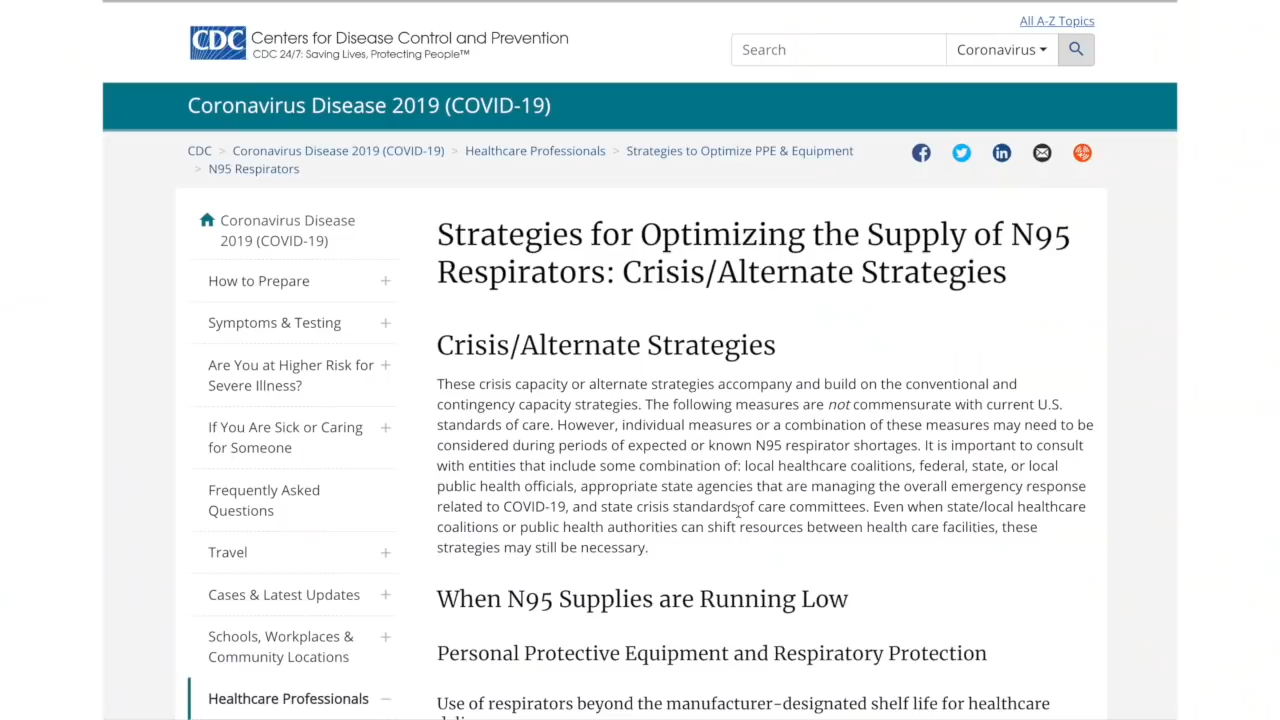 All A-Z Topics
CDC Centers for Disease Control and Prevention
CDC 24/7: Saving Lives, Protecting People™
Search
Coronavirus
Coronavirus Disease 2019 (COVID-19)
CDC > Coronavirus Disease 2019 (COVID-19) > Healthcare Professionals > Strategies to Optimize PPE & Equipment
> N95 Respirators
Coronavirus Disease
2019 (COVID-19)
How to Prepare
Symptoms & Testing
Are You at Higher Risk for
Severe Illness?
If You Are Sick or Caring
for Someone
Frequently Asked
Questions
Travel
Cases & Latest Updates
Schools, Workplaces &
Community Locations
Healthcare Professionals
Strategies for Optimizing the Supply of N95
Respirators: Crisis/Alternate Strategies
Crisis/Alternate Strategies
These crisis capacity or alternate strategies accompany and build on the conventional and
contingency capacity strategies. The following measures are not commensurate with current U.S.
standards of care. However, individual measures or a combination of these measures may need to be
considered during periods of expected or known N95 respirator shortages. It is important to consult
with entities that include some combination of: local healthcare coalitions, federal, state, or local
public health officials, appropriate state agencies that are managing the overall emergency response
related to COVID-19, and state crisis standards of care committees. Even when state/local healthcare
coalitions or public health authorities can shift resources between health care facilities, these
strategies may still be necessary.
When N95 Supplies are Running Low
Personal Protective Equipment and Respiratory Protection
Use of respirators beyond the manufacturer-designated shelf life for healthcare